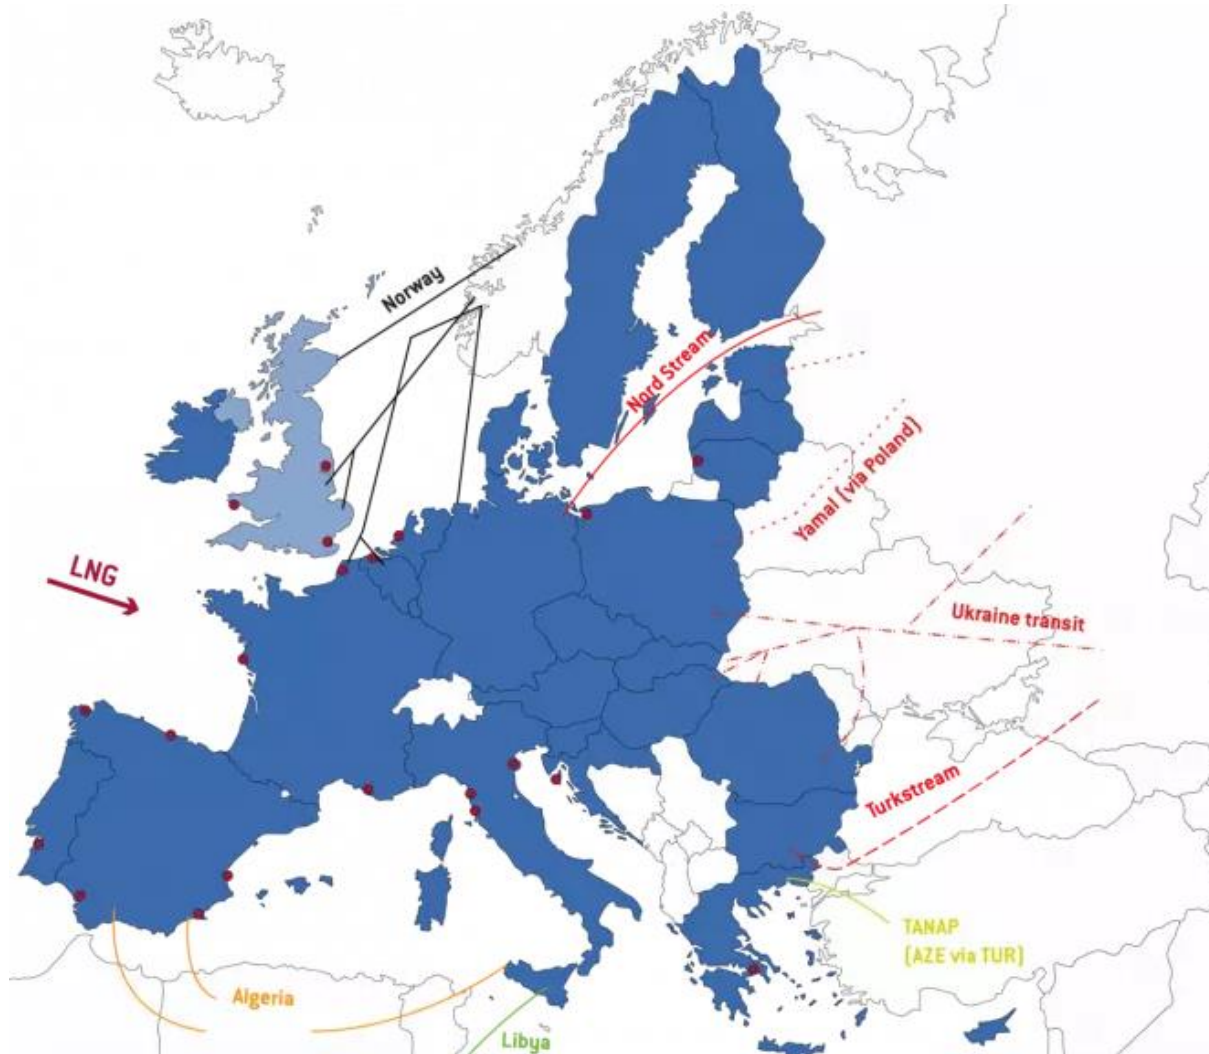 Norway
Nord Stream
Yamal (via Poland)
LNG
Ukraine transit
Turkstream
TANAP
(AZE via TUR)
Algeria
Libya